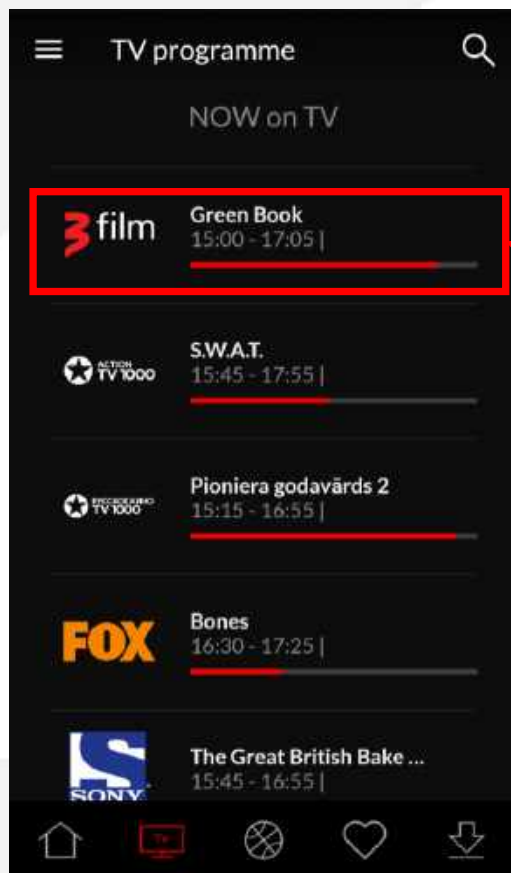 TV programme
NOW on TV
3 film
Green Book
15:00 - 17:05 |
ACTION
TV1000
S.W.A.T.
15:45 - 17:55 |
TV1000
Pioniera godavārds 2
15:15 - 16:55 |
FOX
Bones
16:30 - 17:25 |
SONY
The Great British Bake ...
15:45 - 16:55 |